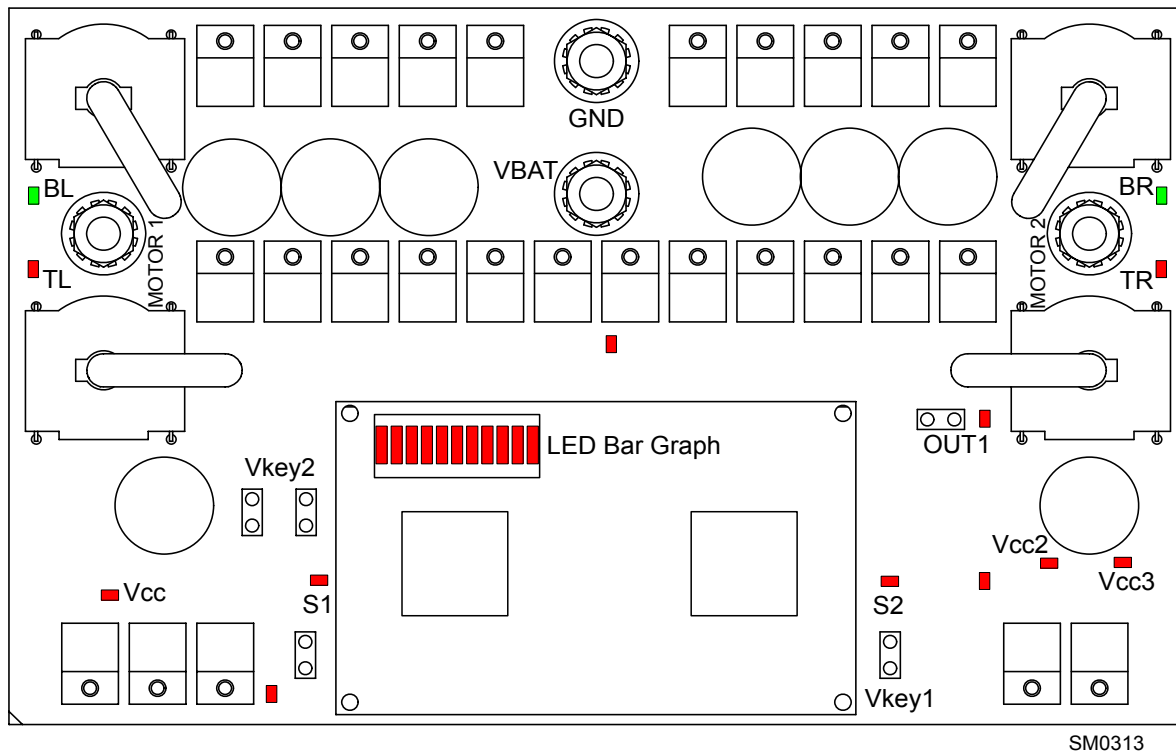 GND
VBAT
BL
BR
MOTOR 1
MOTOR 2
TL
TR
LED Bar Graph
OUT1
Vkey2
Vcc2
Vcc3
Vcc
S1
S2
Vkey1
SM0313